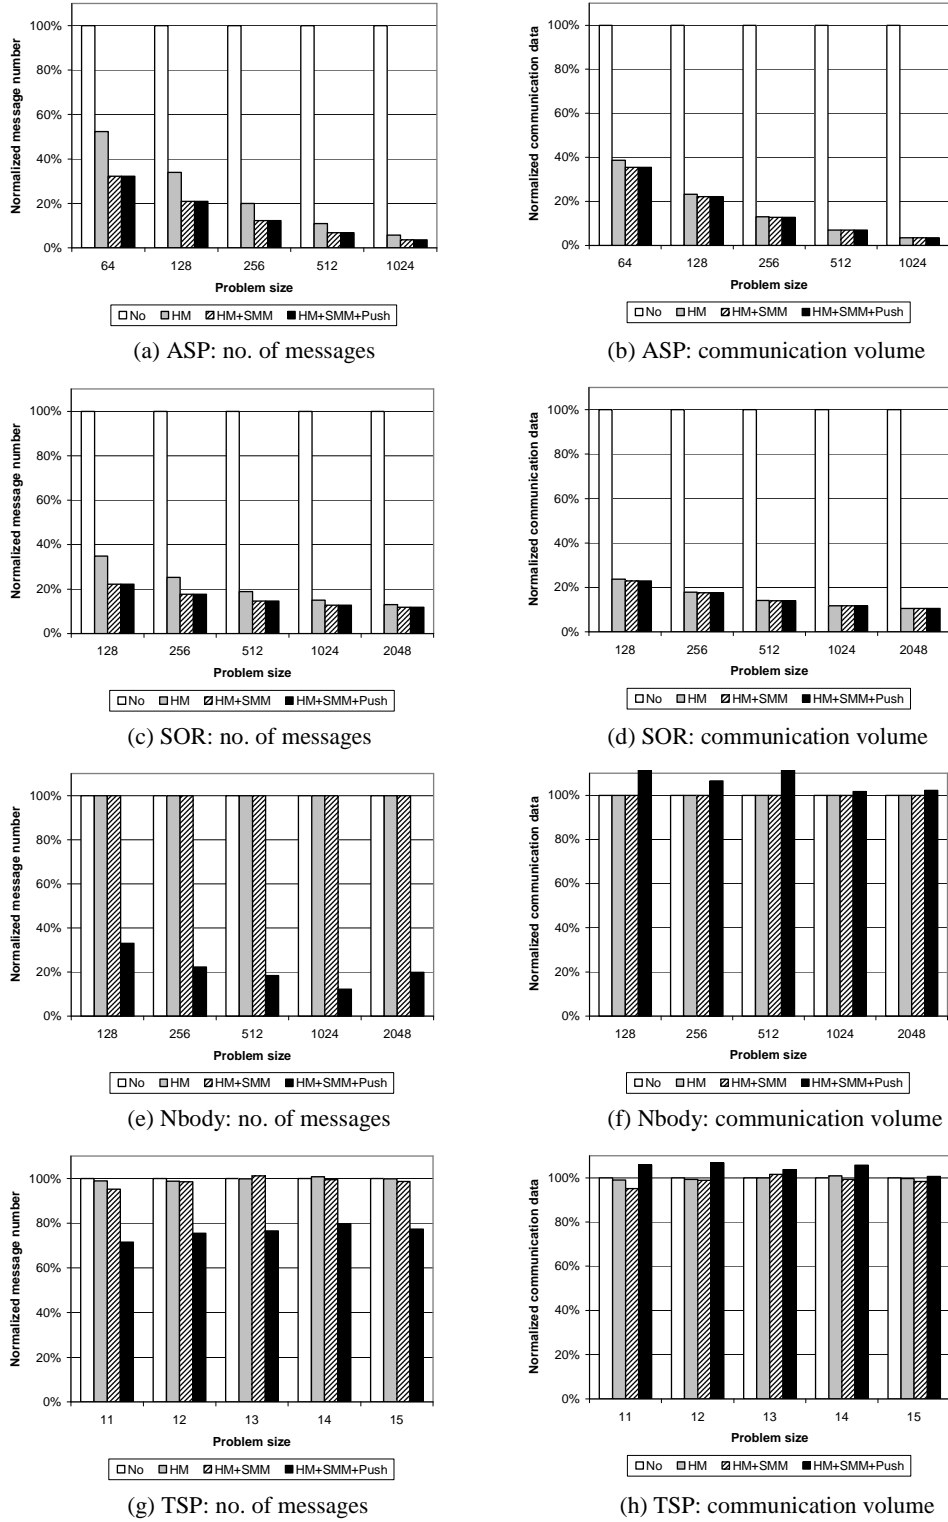 Normalized message number
100%
80%
60%
40%
20%
0%
64 128 256 512 1024
Problem size
No HM HM+SMM HM+SMM+Push
(a) ASP: no. of messages
Normalized communication data
100%
80%
60%
40%
20%
0%
64 128 256 512 1024
Problem size
No HM HM+SMM HM+SMM+Push
(b) ASP: communication volume
Normalized message number
100%
80%
60%
40%
20%
0%
128 256 512 1024 2048
Problem size
No HM HM+SMM HM+SMM+Push
(c) SOR: no. of messages
Normalized communication data
100%
80%
60%
40%
20%
0%
128 256 512 1024 2048
Problem size
No HM HM+SMM HM+SMM+Push
(d) SOR: communication volume
Normalized message number
100%
80%
60%
40%
20%
0%
128 256 512 1024 2048
Problem size
No HM HM+SMM HM+SMM+Push
(e) Nbody: no. of messages
Normalized communication data
100%
80%
60%
40%
20%
0%
128 256 512 1024 2048
Problem size
No HM HM+SMM HM+SMM+Push
(f) Nbody: communication volume
Normalized message number
100%
80%
60%
40%
20%
0%
11 12 13 14 15
Problem size
No HM HM+SMM HM+SMM+Push
(g) TSP: no. of messages
Normalized communication data
100%
80%
60%
40%
20%
0%
11 12 13 14 15
Problem size
No HM HM+SMM HM+SMM+Push
(h) TSP: communication volume